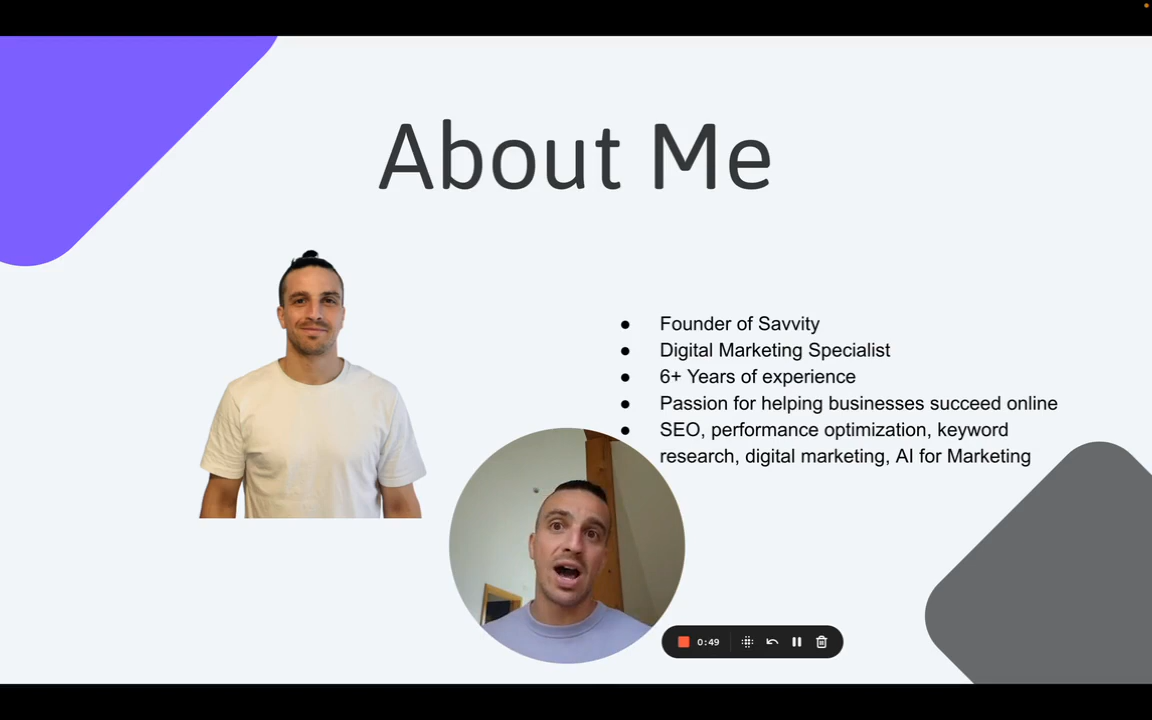 About Me
● Founder of Savvity
● Digital Marketing Specialist
● 6+ Years of experience
● Passion for helping businesses succeed online
● SEO, performance optimization, keyword
research, digital marketing, AI for Marketing
0:49